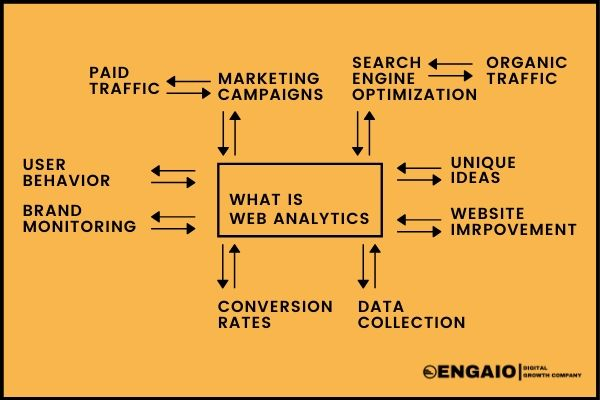 PAID
TRAFFIC
MARKETING
CAMPAIGNS
SEARCH
ENGINE
OPTIMIZATION
ORGANIC
TRAFFIC
USER
BEHAVIOR
WHAT IS
WEB ANALYTICS
UNIQUE
IDEAS
BRAND
MONITORING
WEBSITE
IMRPOVEMENT
CONVERSION
RATES
DATA
COLLECTION
ENGAIO
DIGITAL
GROWTH COMPANY